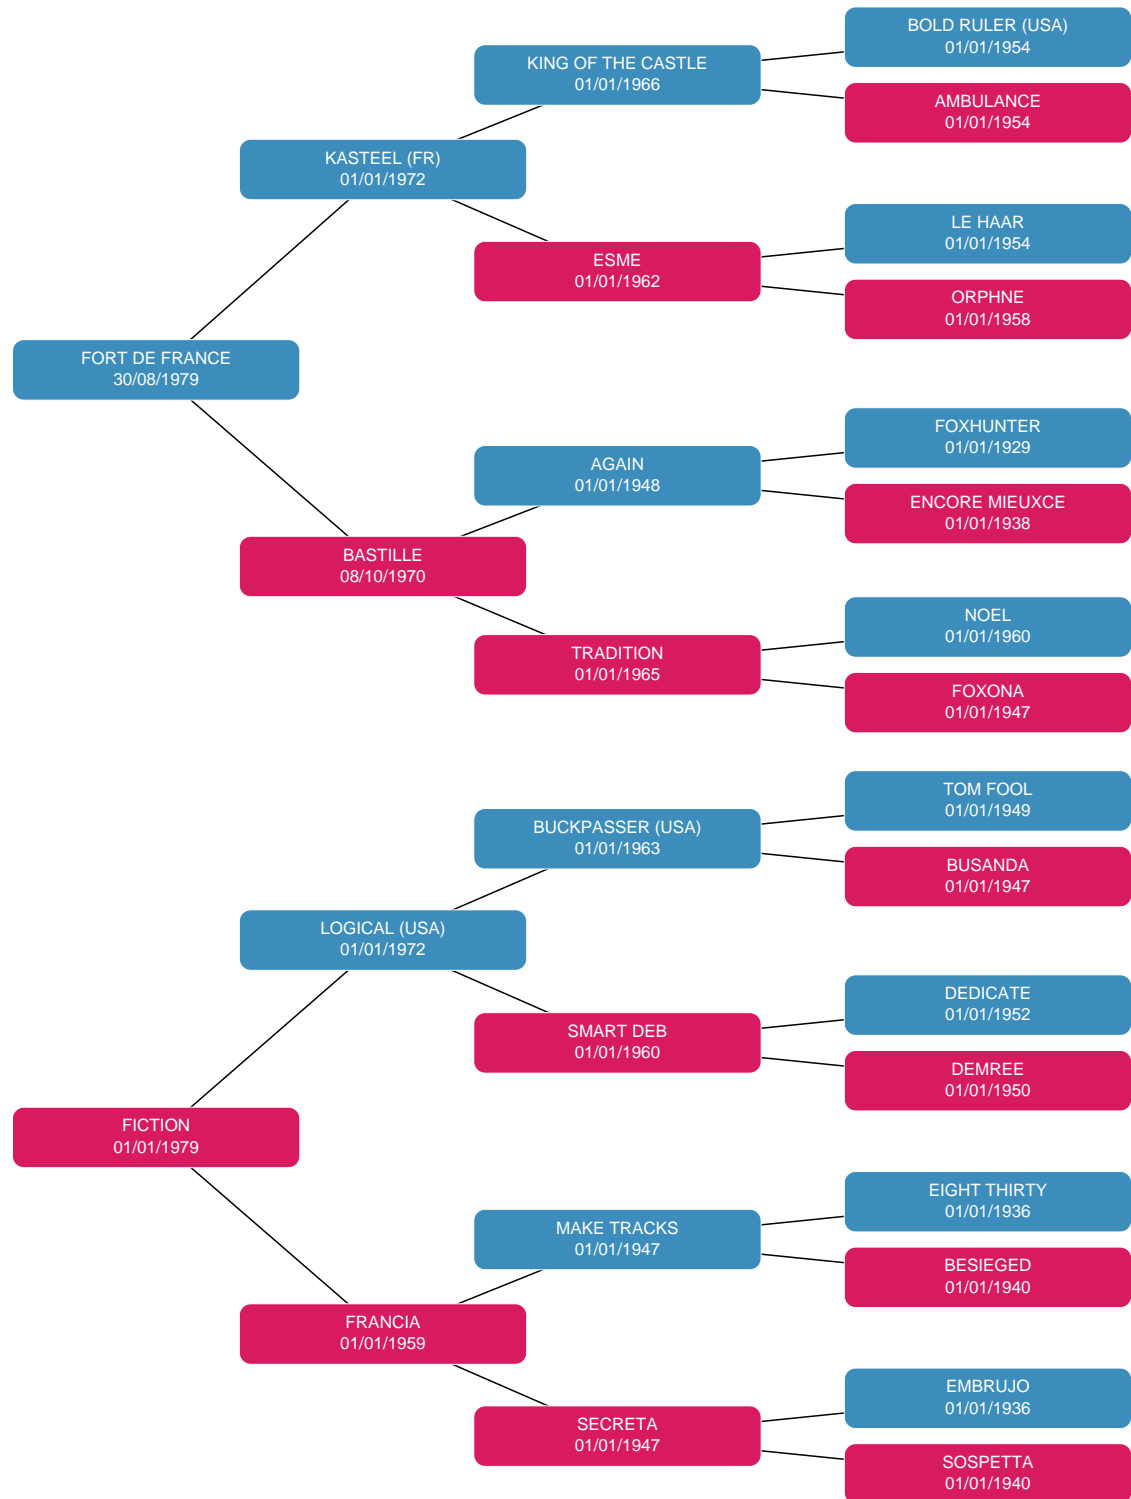 BOLD RULER (USA)
01/01/1954
KING OF THE CASTLE
01/01/1966
AMBULANCE
01/01/1954
KASTEEL (FR)
01/01/1972
LE HAAR
01/01/1954
ESME
01/01/1962
ORPHNE
01/01/1958
FORT DE FRANCE
30/08/1979
FOXHUNTER
01/01/1929
AGAIN
01/01/1948
ENCORE MIEUXCE
01/01/1938
BASTILLE
08/10/1970
NOEL
01/01/1960
TRADITION
01/01/1965
FOXONA
01/01/1947
TOM FOOL
01/01/1949
BUCKPASSER (USA)
01/01/1963
BUSANDA
01/01/1947
LOGICAL (USA)
01/01/1972
DEDICATE
01/01/1952
SMART DEB
01/01/1960
DEMREE
01/01/1950
FICTION
01/01/1979
EIGHT THIRTY
01/01/1936
MAKE TRACKS
01/01/1947
BESIEGED
01/01/1940
FRANCIA
01/01/1959
EMBRUJO
01/01/1936
SECRETA
01/01/1947
SOSPETTA
01/01/1940